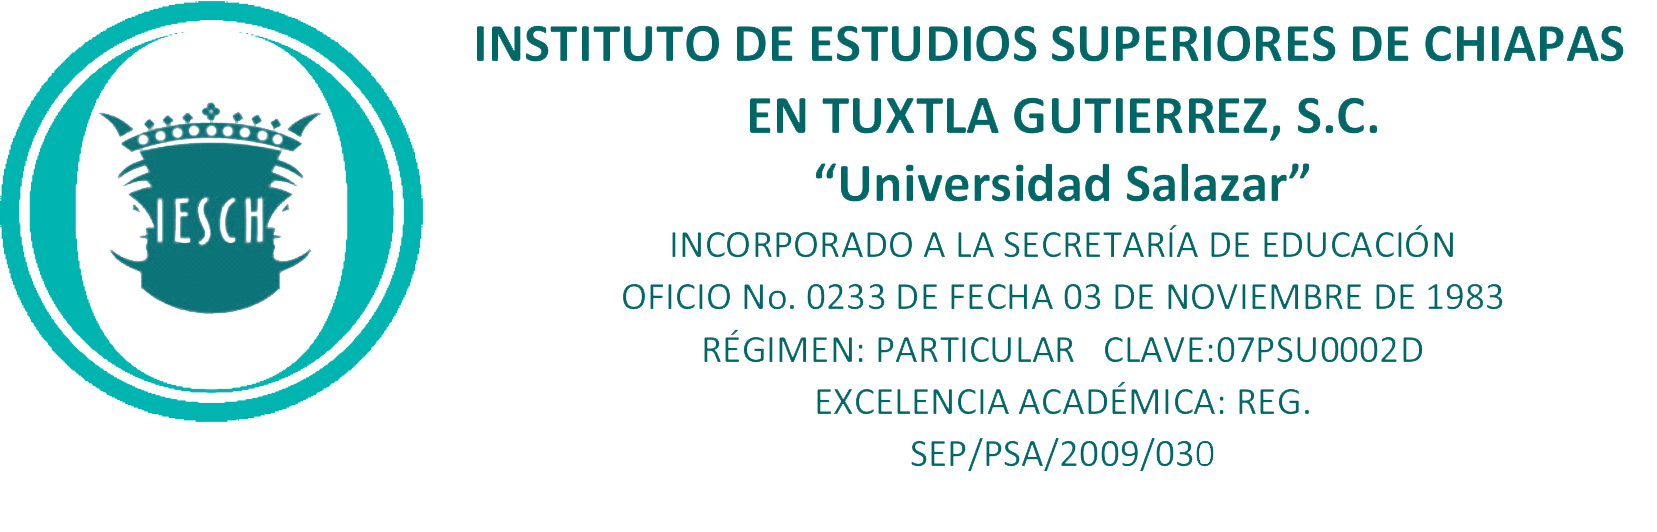 IESCH
INSTITUTO DE ESTUDIOS SUPERIORES DE CHIAPAS
EN TUXTLA GUTIERREZ, S.C.
“Universidad Salazar”
INCORPORADO A LA SECRETARÍA DE EDUCACIÓN
OFICIO No. 0233 DE FECHA 03 DE NOVIEMBRE DE 1983
RÉGIMEN: PARTICULAR CLAVE:07PSU0002D
EXCELENCIA ACADÉMICA: REG.
SEP/PSA/2009/030